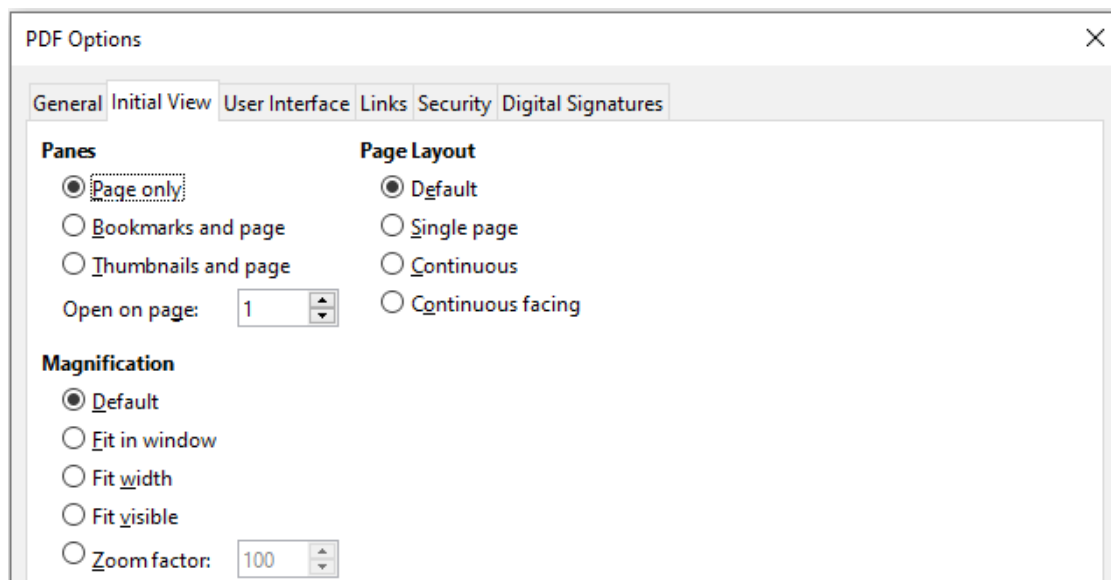 PDF Options
General Initial View User Interface Links Security Digital Signatures
Panes
Page only
Bookmarks and page
Thumbnails and page
Open on page: 1
Page Layout
Default
Single page
Continuous
Continuous facing
Magnification
Default
Fit in window
Fit width
Fit visible
Zoom factor: 100